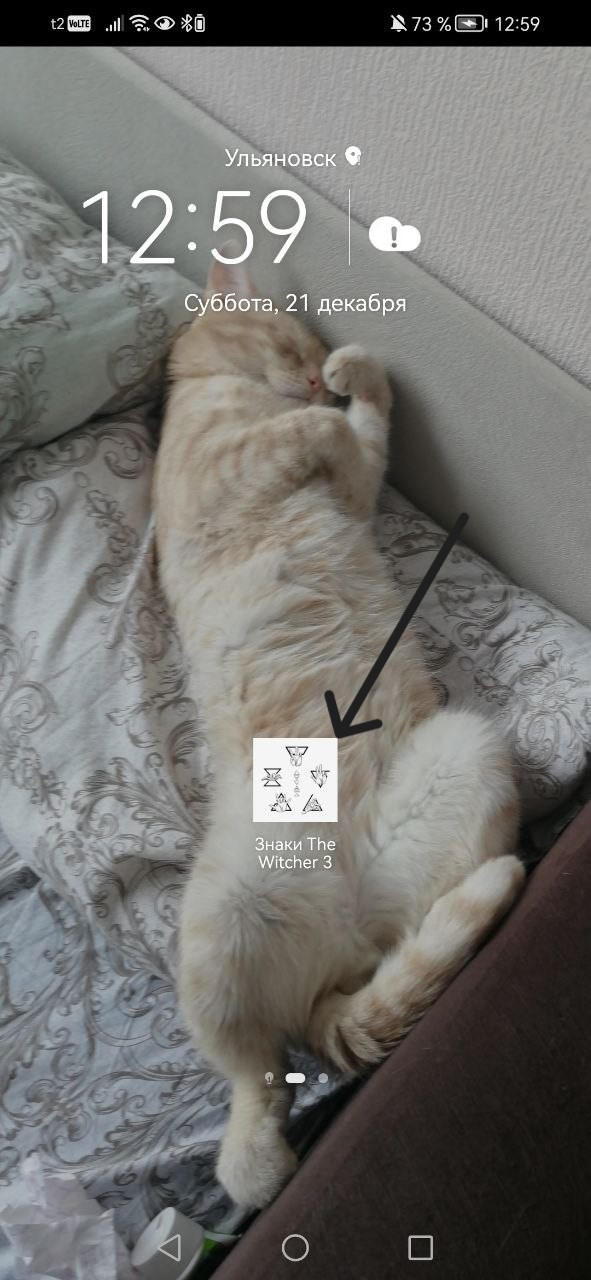 t2 VoLTE 73 % 12:59
Ульяновск
12:59
Суббота, 21 декабря
Знаки The
Witcher 3